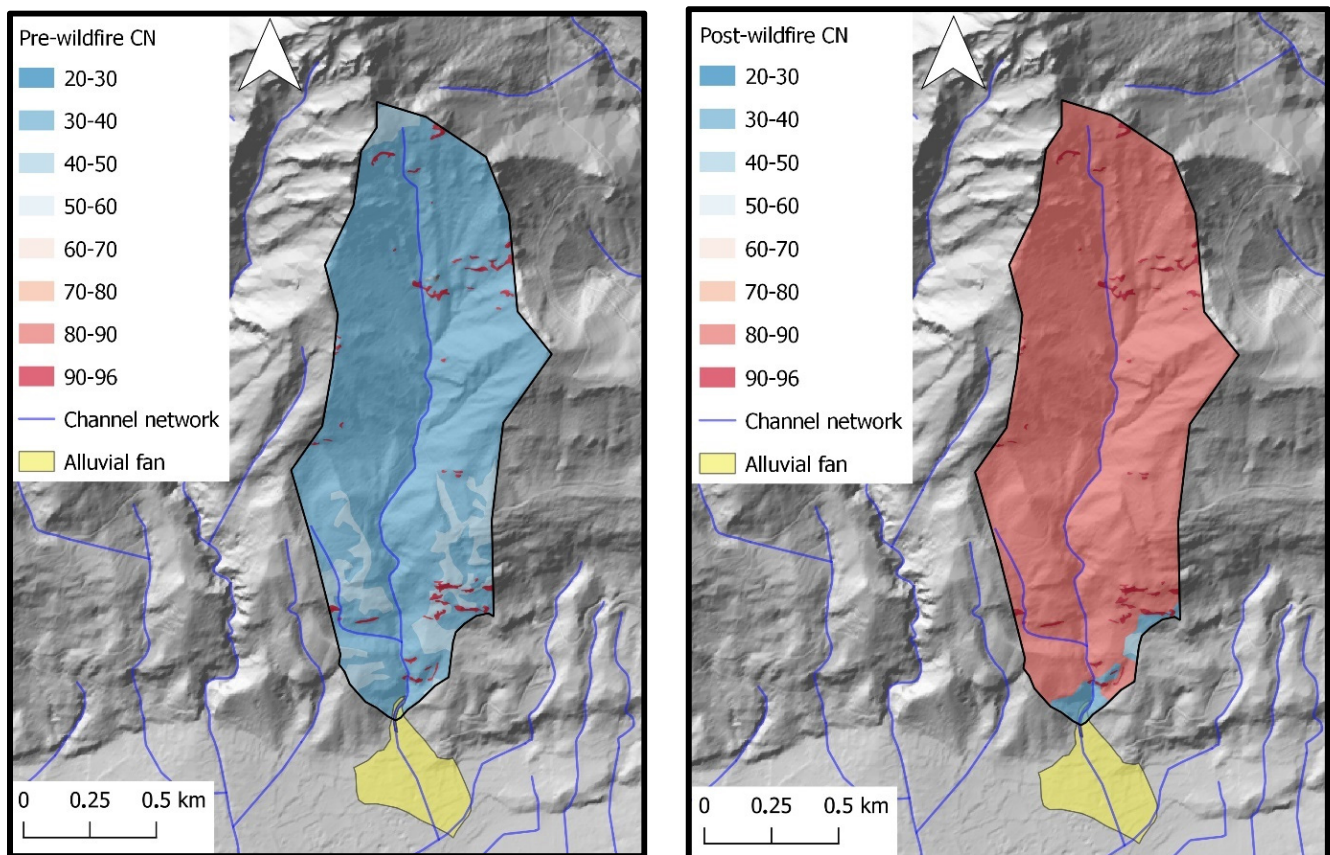 Pre-wildfire CN
20-30
30-40
40-50
50-60
60-70
70-80
80-90
90-96
Channel network
Alluvial fan
0 0.25 0.5 km
Post-wildfire CN
20-30
30-40
40-50
50-60
60-70
70-80
80-90
90-96
Channel network
Alluvial fan
0 0.25 0.5 km